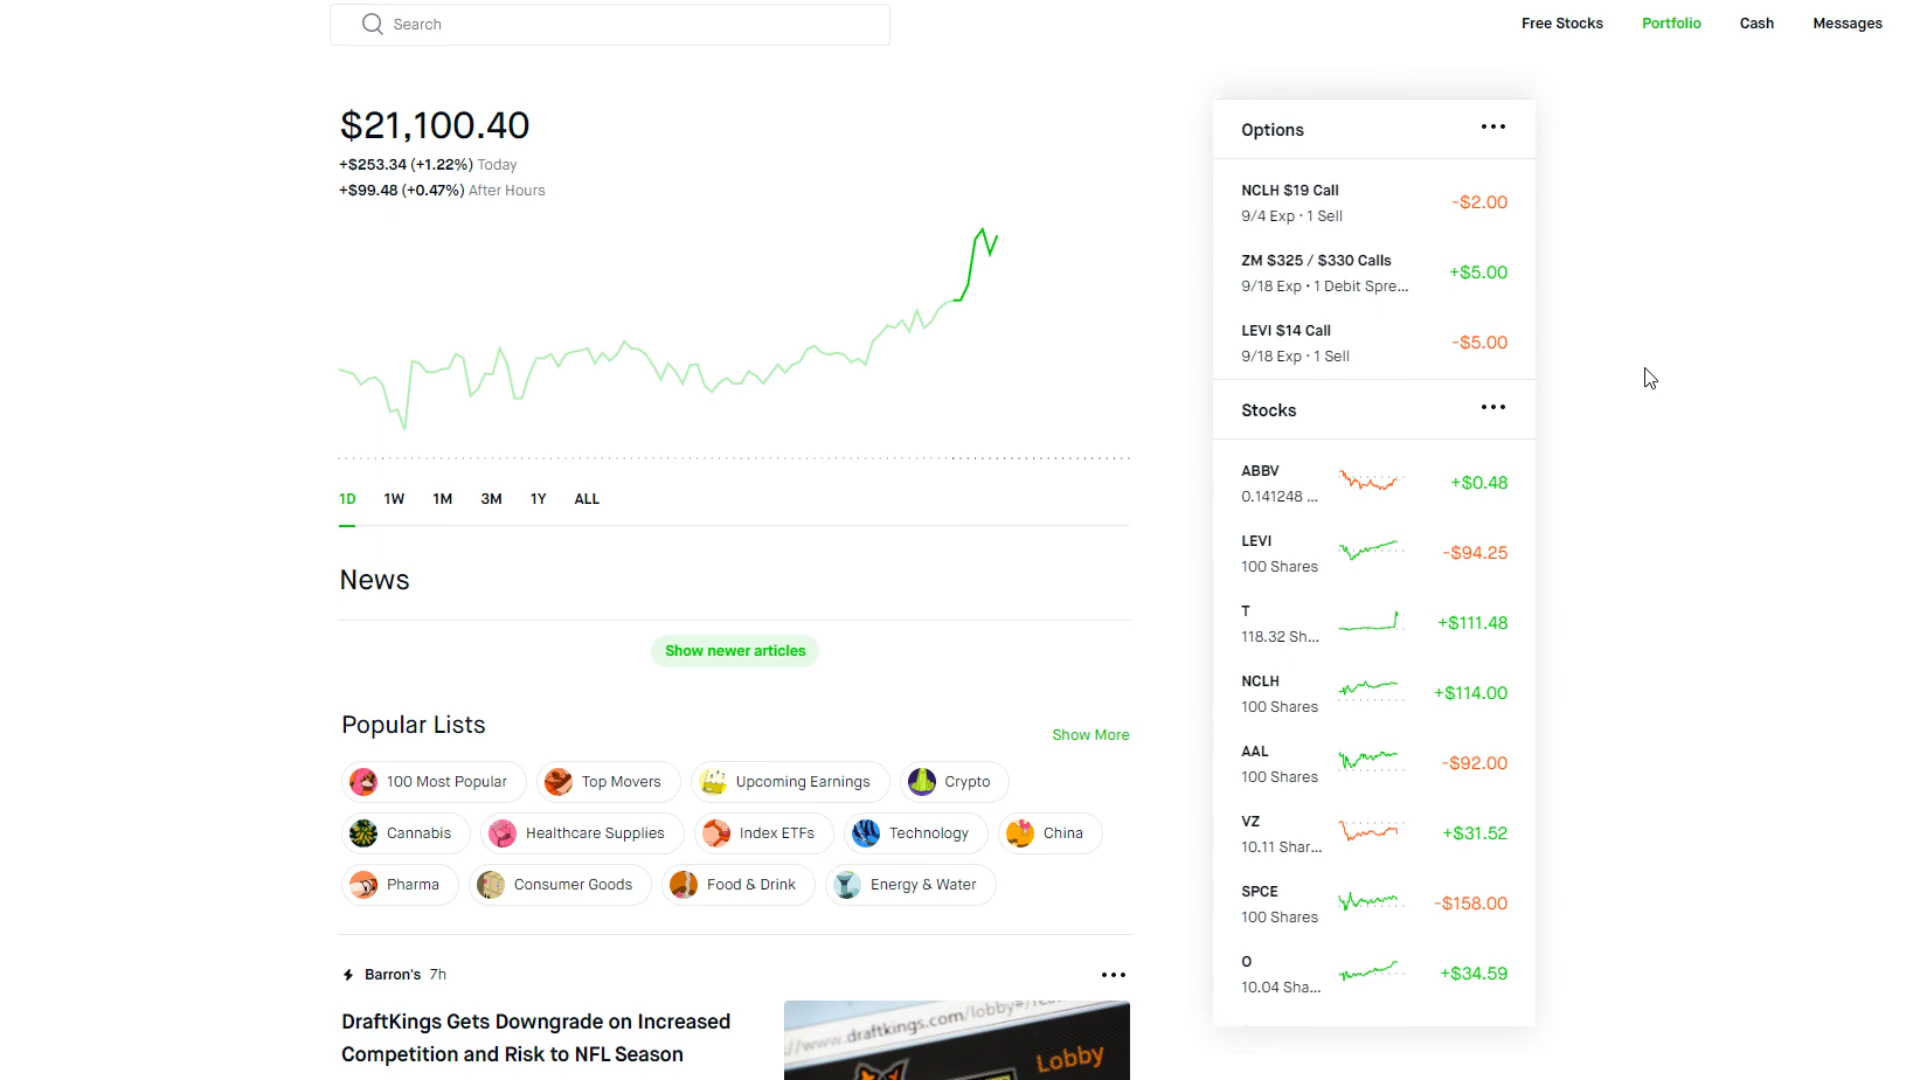 Search
Free Stocks
Portfolio
Cash
Messages
$21,100.40
+$253.34 (+1.22%) Today
+$99.48 (+0.47%) After Hours
1D
1W
1M
3M
1Y
ALL
News
Show newer articles
Popular Lists
Show More
100 Most Popular
Top Movers
Upcoming Earnings
Crypto
Cannabis
Healthcare Supplies
Index ETFs
Technology
China
Pharma
Consumer Goods
Food & Drink
Energy & Water
Barron's 7h
DraftKings Gets Downgrade on Increased
Competition and Risk to NFL Season
://www.draftkings.com/lobby#/
Lobby
Options
NCLH $19 Call
9/4 Exp · 1 Sell
-$2.00
ZM $325 / $330 Calls
9/18 Exp · 1 Debit Spre...
+$5.00
LEVI $14 Call
9/18 Exp · 1 Sell
-$5.00
Stocks
ABBV
0.141248 ...
+$0.48
LEVI
100 Shares
-$94.25
T
118.32 Sh...
+$111.48
NCLH
100 Shares
+$114.00
AAL
100 Shares
-$92.00
VZ
10.11 Shar...
+$31.52
SPCE
100 Shares
-$158.00
O
10.04 Sha...
+$34.59